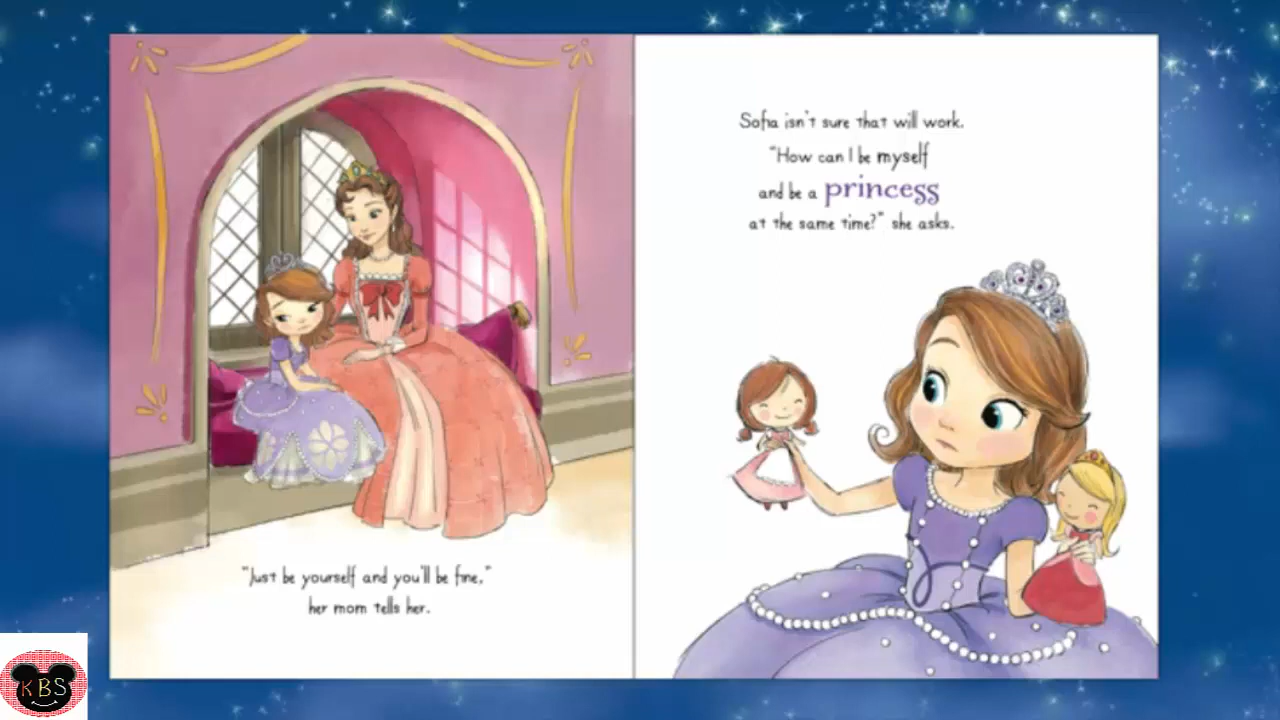 "Just be yourself and you'll be fine,"
her mom tells her.
Sofia isn't sure that will work.
"How can I be myself
and be a princess
at the same time?" she asks.
KBS